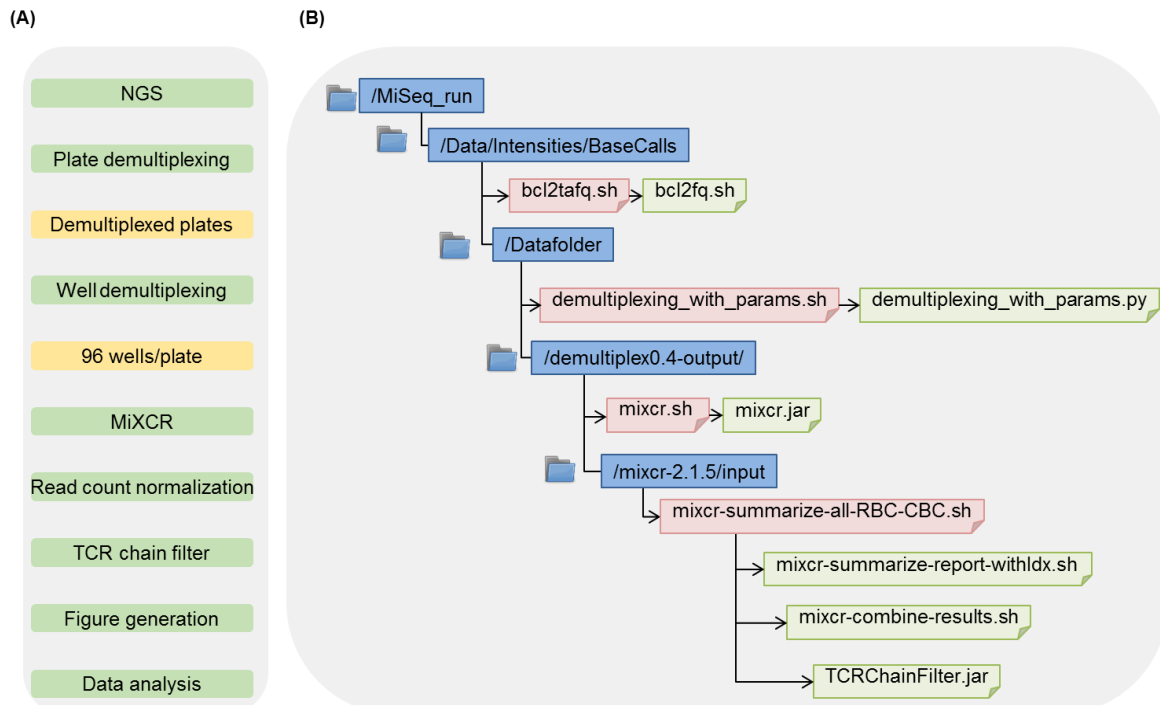 (A)
NGS
Plate demultiplexing
Demultiplexed plates
Well demultiplexing
96 wells/plate
MiXCR
Read count normalization
TCR chain filter
Figure generation
Data analysis
(B)
/MiSeq_run
/Data/Intensities/BaseCalls
bcl2tafq.sh
bcl2fq.sh
/Datafolder
demultiplexing_with_params.sh
demultiplexing_with_params.py
/demultiplex0.4-output/
mixcr.sh
mixcr.jar
/mixcr-2.1.5/input
mixcr-summarize-all-RBC-CBC.sh
mixcr-summarize-report-withIdx.sh
mixcr-combine-results.sh
TCRChainFilter.jar